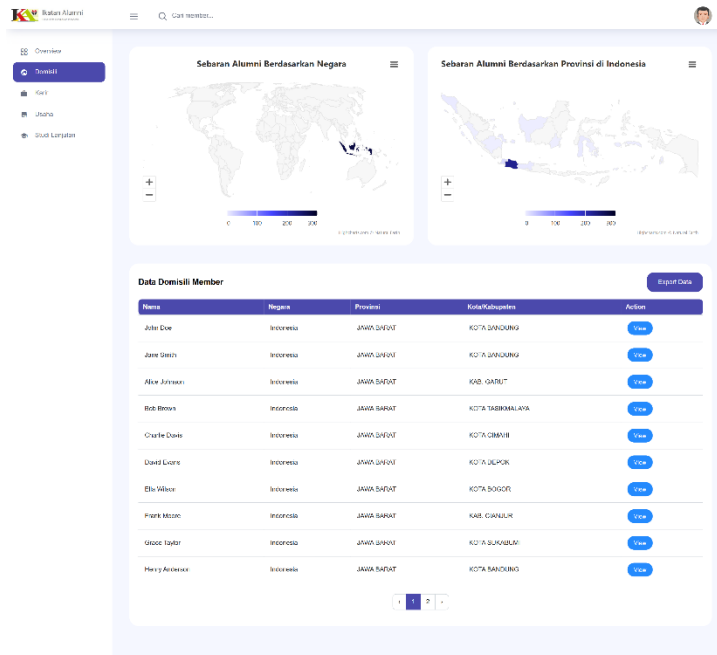 Ikatan Alumni
Cari member...
Overview
Domisili
Karir
Usaha
Studi Lanjutan
Sebaran Alumni Berdasarkan Negara
+
−
0 100 200 300
Sebaran Alumni Berdasarkan Provinsi di Indonesia
+
−
0 100 200 300
Data Domisili Member
Export Data
Nama Negara Provinsi Kota/Kabupaten Action
John Doe Indonesia JAWA BARAT KOTA BANDUNG View
Jane Smith Indonesia JAWA BARAT KOTA BANDUNG View
Alice Johnson Indonesia JAWA BARAT KAB. GARUT View
Bob Brown Indonesia JAWA BARAT KOTA TASIKMALAYA View
Charlie Davis Indonesia JAWA BARAT KOTA CIMAHI View
David Evans Indonesia JAWA BARAT KOTA DEPOK View
Ella Wilson Indonesia JAWA BARAT KOTA BOGOR View
Frank Moore Indonesia JAWA BARAT KAB. CIANJUR View
Grace Taylor Indonesia JAWA BARAT KOTA SUKABUMI View
Henry Anderson Indonesia JAWA BARAT KOTA BANDUNG View
‹ 1 2 ›